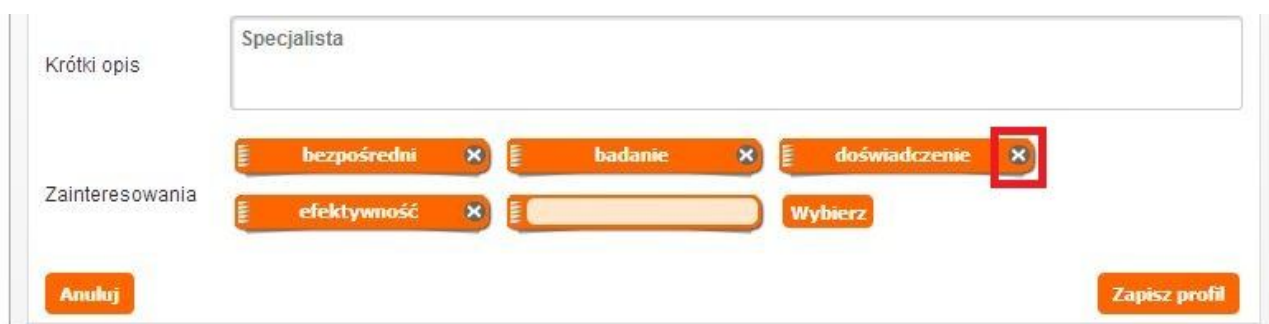 Krótki opis
Specjalista
Zainteresowania
bezpośredni badanie doświadczenie
efektywność Wybierz
Anuluj Zapisz profil